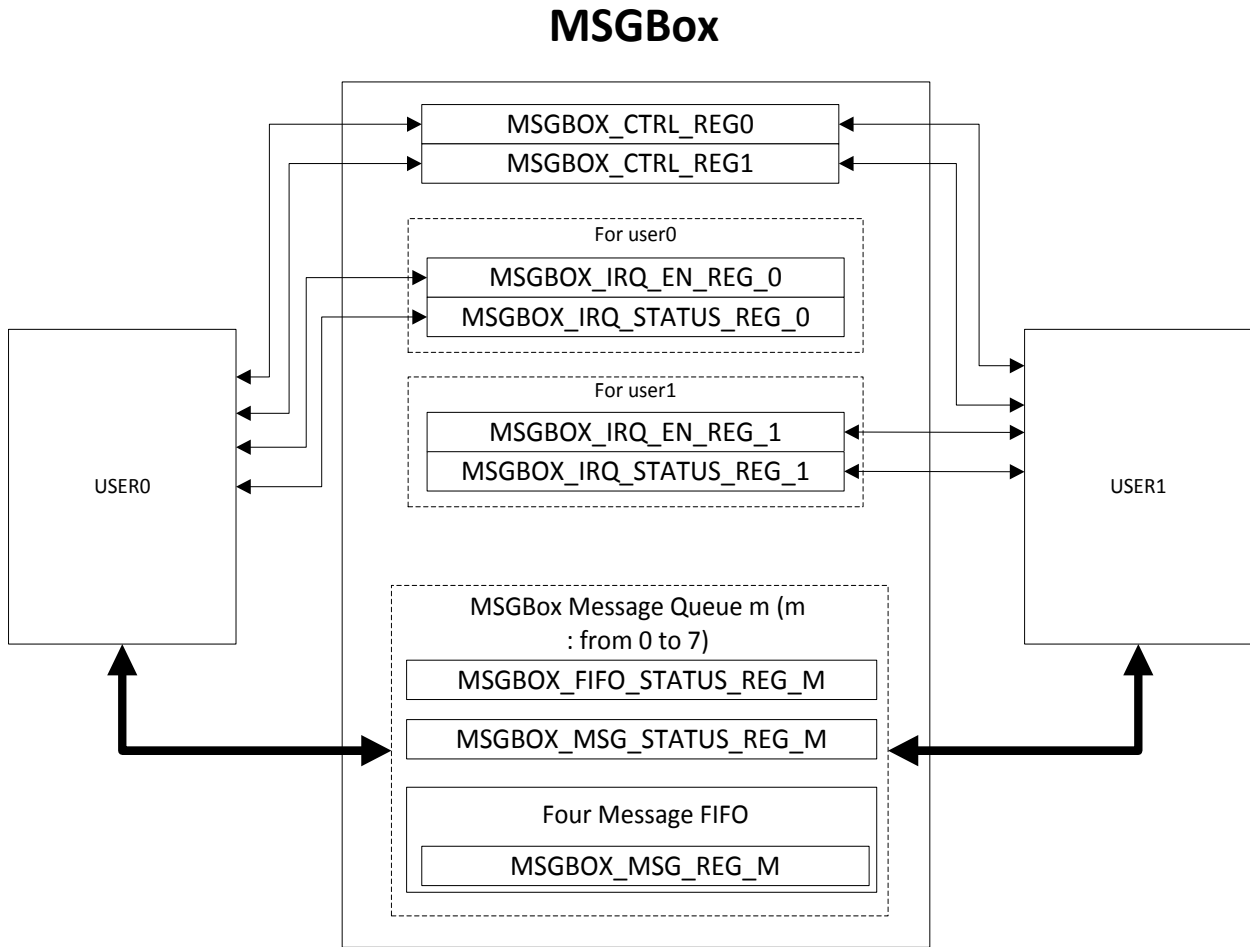 MSGBox
MSGBOX_CTRL_REG0
MSGBOX_CTRL_REG1
For user0
MSGBOX_IRQ_EN_REG_0
MSGBOX_IRQ_STATUS_REG_0
For user1
MSGBOX_IRQ_EN_REG_1
MSGBOX_IRQ_STATUS_REG_1
USER0
USER1
MSGBox Message Queue m (m
: from 0 to 7)
MSGBOX_FIFO_STATUS_REG_M
MSGBOX_MSG_STATUS_REG_M
Four Message FIFO
MSGBOX_MSG_REG_M